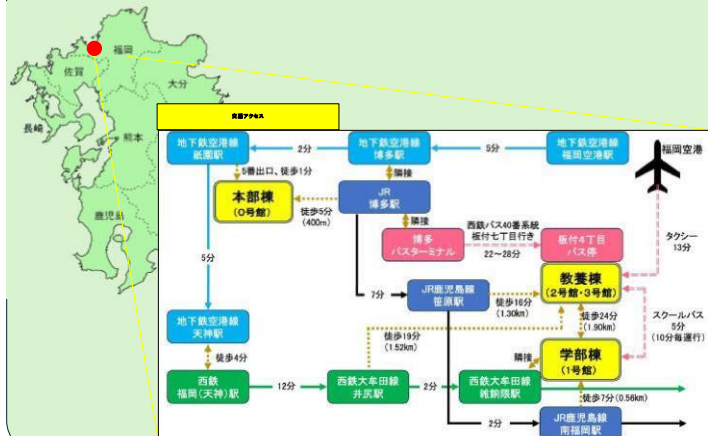 福岡
佐賀
大分
長崎
熊本
鹿児島
交通アクセス
地下鉄空港線
祇園駅
2分
地下鉄空港線
博多駅
5分
地下鉄空港線
福岡空港駅
福岡空港
5番出口、徒歩1分
隣接
本部棟
(0号館)
徒歩5分
(400m)
JR
博多駅
隣接
博多
バスターミナル
西鉄バス40番系統
板付七丁目行き
22~28分
板付4丁目
バス停
タクシー
13分
5分
7分
JR鹿児島線
笹原駅
徒歩16分
(1.30km)
教養棟
(2号館・3号館)
地下鉄空港線
天神駅
徒歩19分
(1.52km)
徒歩24分
(1.90km)
スクールバス
5分
(10分毎運行)
徒歩4分
隣接
学部棟
(1号館)
西鉄
福岡(天神)駅
12分
西鉄大牟田線
井尻駅
2分
西鉄大牟田線
雑餉隈駅
徒歩7分(0.56km)
2分
JR鹿児島線
南福岡駅